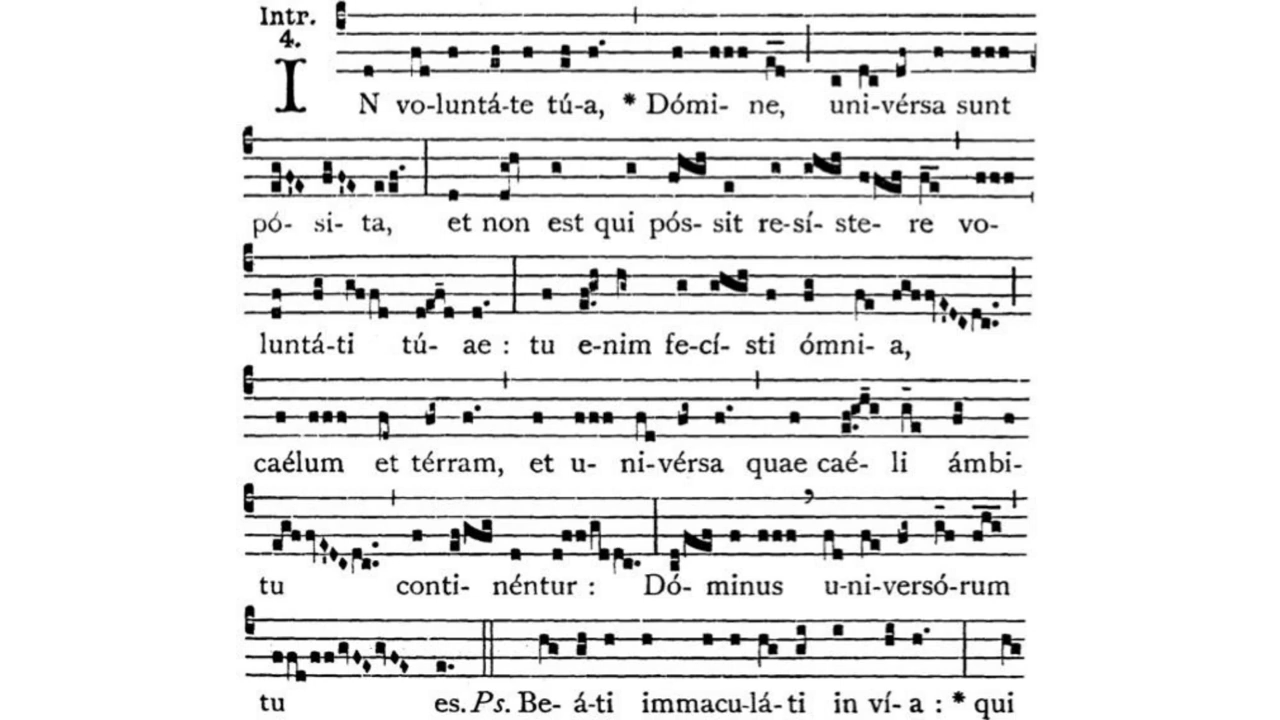 Intr.
4.
IN vo-luntá-te tú-a, * Dómi- ne, uni-vérsa sunt
pó- si- ta, et non est qui pós- sit re-sí- ste- re vo-
luntá-ti tú- ae : tu e-nim fe-cí- sti ómni- a,
caélum et térram, et u- ni-vérsa quae caé- li ámbi-
tu conti- néntur : Dó- minus u-ni-versó-rum
tu es. Ps. Be- á-ti immacu-lá-ti in ví- a : * qui